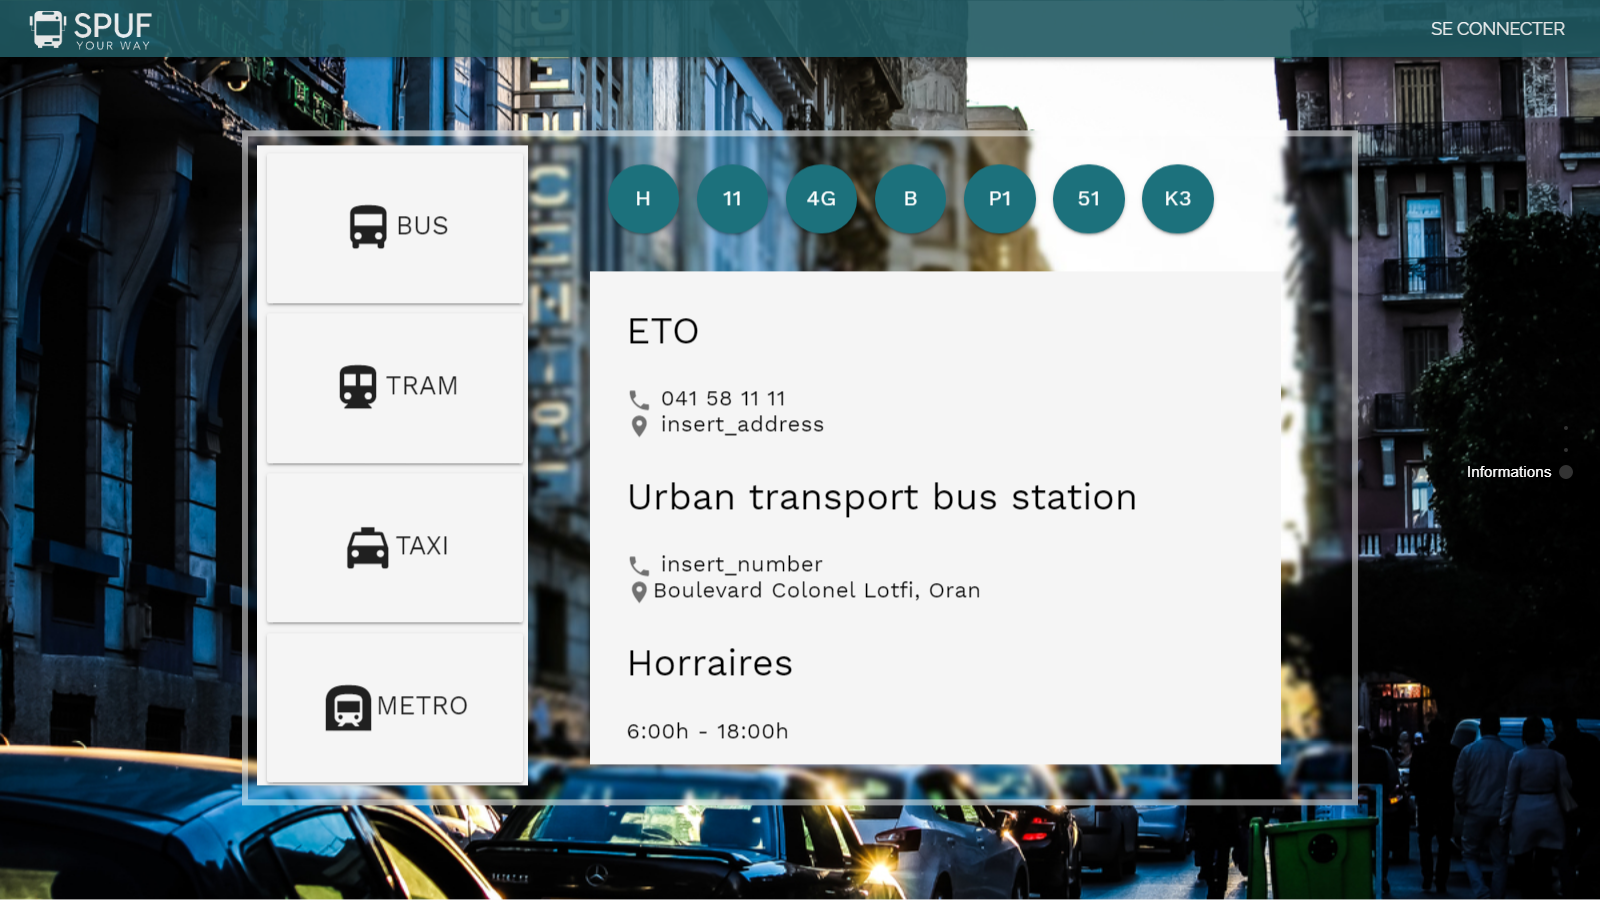 SPUF
YOUR WAY
SE CONNECTER
BUS
TRAM
TAXI
METRO
H
11
4G
B
P1
51
K3
ETO
041 58 11 11
insert_address
Urban transport bus station
insert_number
Boulevard Colonel Lotfi, Oran
Horraires
6:00h - 18:00h
Informations